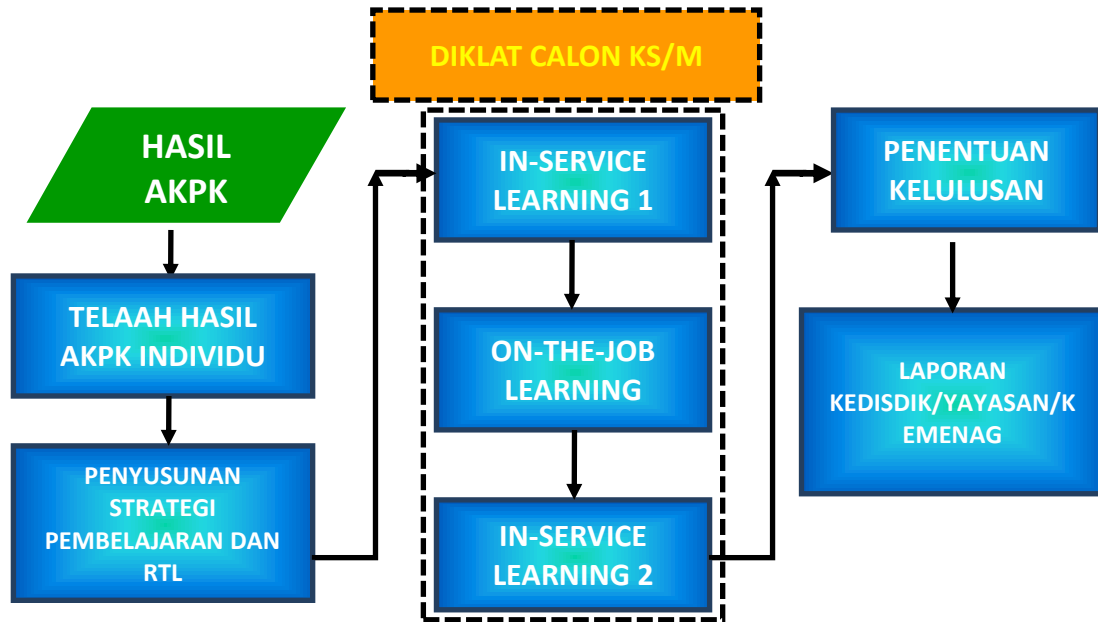 DIKLAT CALON KS/M
HASIL
AKPK
TELAAH HASIL
AKPK INDIVIDU
PENYUSUNAN
STRATEGI
PEMBELAJARAN DAN
RTL
IN-SERVICE
LEARNING 1
ON-THE-JOB
LEARNING
IN-SERVICE
LEARNING 2
PENENTUAN
KELULUSAN
LAPORAN
KEDISDIK/YAYASAN/K
EMENAG